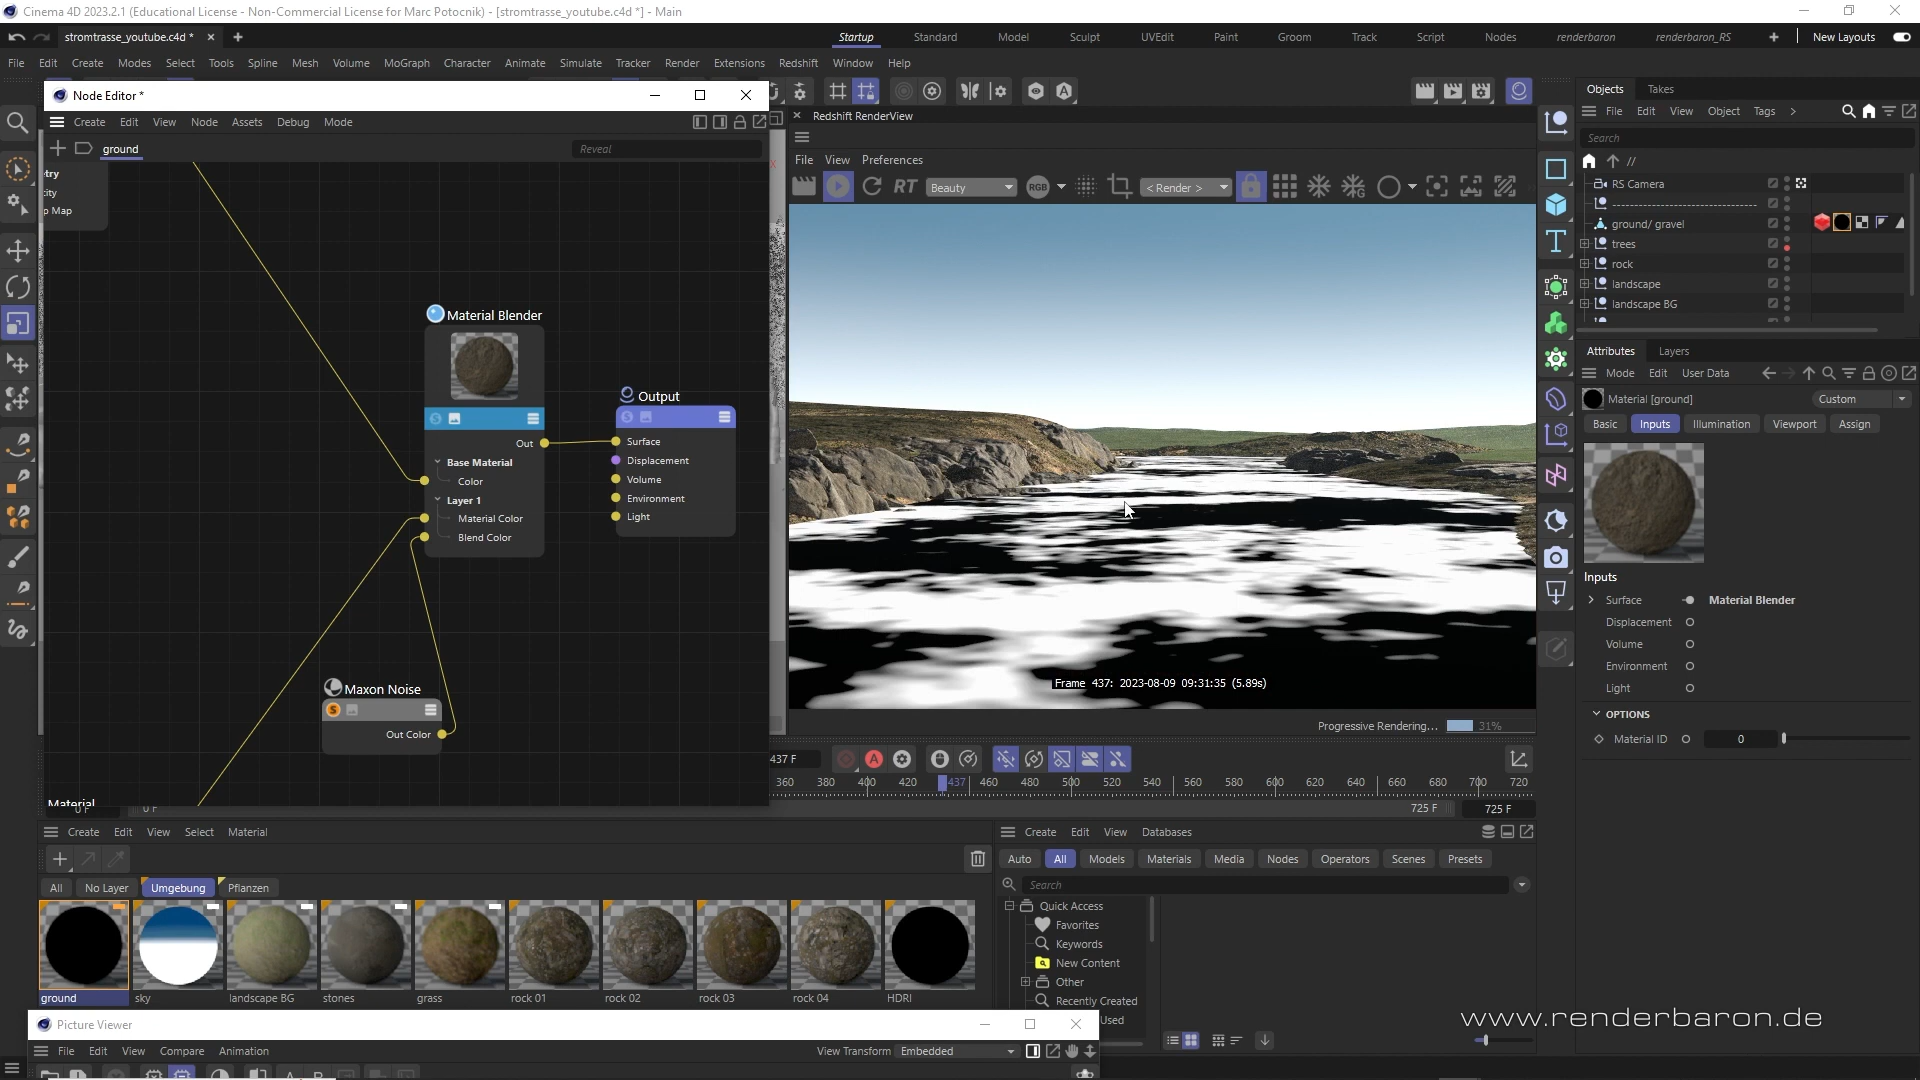 Cinema 4D 2023.2.1 (Educational License - Non-Commercial License for Marc Potocnik) - [stromtrasse_youtube.c4d *] - Main
stromtrasse_youtube.c4d *
Startup Standard Model Sculpt UVEdit Paint Groom Track Script Nodes renderbaron renderbaron_RS New Layouts
File Edit Create Modes Select Tools Spline Mesh Volume MoGraph Character Animate Simulate Tracker Render Extensions Redshift Window Help
Node Editor *
Create Edit View Node Assets Debug Mode
ground
Reveal
p Map
Material Blender
Out
Base Material
Color
Layer 1
Material Color
Blend Color
Output
Surface
Displacement
Volume
Environment
Light
Maxon Noise
Out Color
Material
Redshift RenderView
File View Preferences
RT Beauty RGB < Render >
Frame 437: 2023-08-09 09:31:35 (5.89s)
Progressive Rendering... 31%
437 F
360 380 400 420 437 460 480 500 520 540 560 580 600 620 640 660 680 700 720
0 F 0 F 725 F 725 F
Objects Takes
File Edit View Object Tags
Search
//
RS Camera
--------------------------------
ground/ gravel
trees
rock
landscape
landscape BG
Attributes Layers
Mode Edit User Data
Material [ground] Custom
Basic Inputs Illumination Viewport Assign
Inputs
Surface Material Blender
Displacement
Volume
Environment
Light
OPTIONS
Material ID 0
Create Edit View Select Material
All No Layer Umgebung Pflanzen
ground sky landscape BG stones grass rock 01 rock 02 rock 03 rock 04 HDRI
Create Edit View Databases
Auto All Models Materials Media Nodes Operators Scenes Presets
Search
Quick Access
Favorites
Keywords
New Content
Other
Recently Created
Used
Picture Viewer
File Edit View Compare Animation
View Transform Embedded
www.renderbaron.de